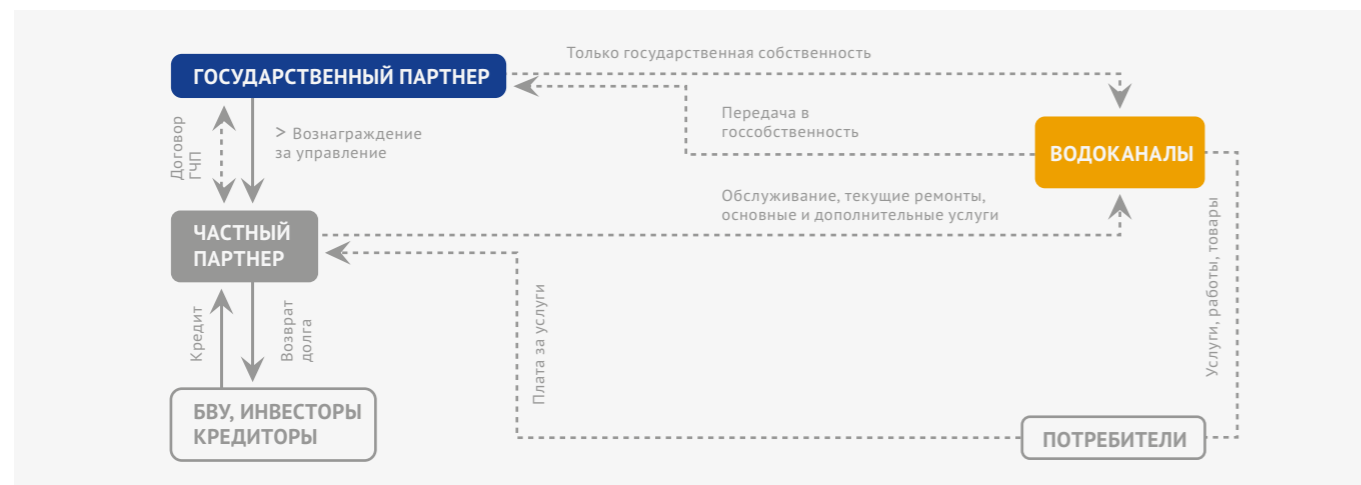 Только государственная собственность
ГОСУДАРСТВЕННЫЙ ПАРТНЕР
Передача в
госсобственность
Договор
ГЧП
> Вознаграждение
за управление
ВОДОКАНАЛЫ
Обслуживание, текущие ремонты,
основные и дополнительные услуги
ЧАСТНЫЙ
ПАРТНЕР
Услуги, работы, товары
Кредит
Возврат
долга
Плата за услуги
БВУ, ИНВЕСТОРЫ
КРЕДИТОРЫ
ПОТРЕБИТЕЛИ